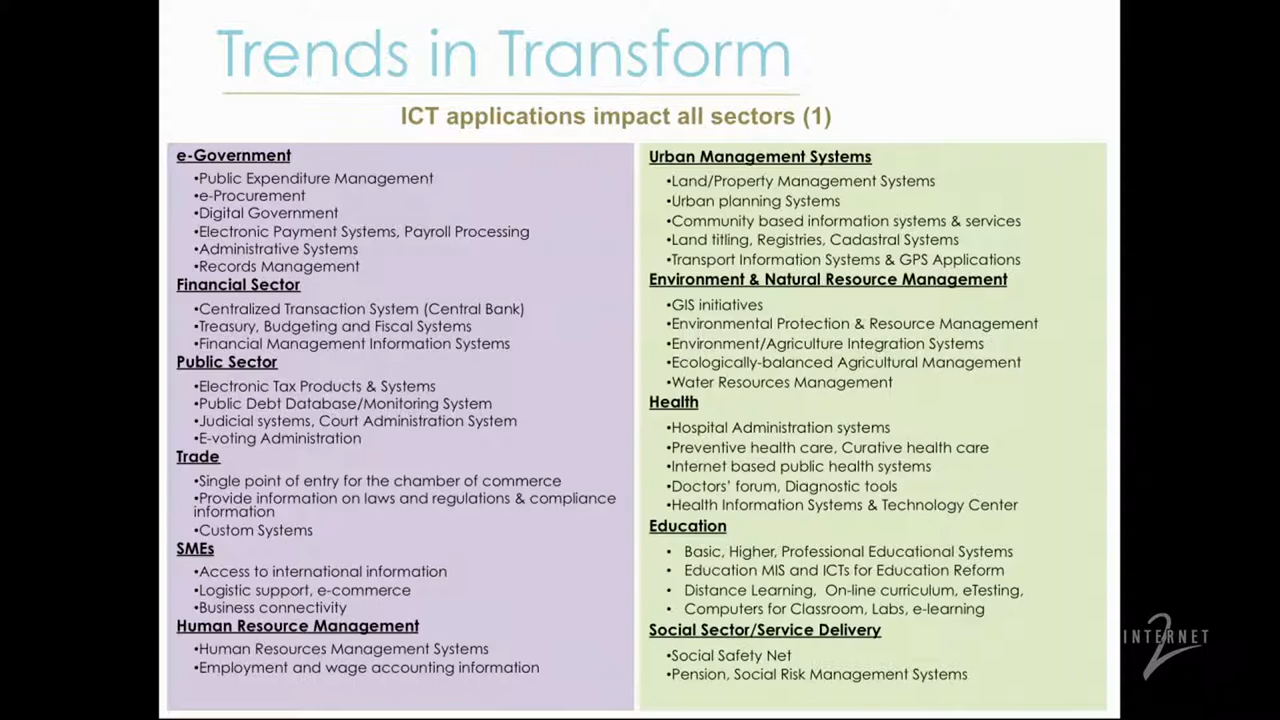 Trends in Transform
ICT applications impact all sectors (1)
e-Government
•Public Expenditure Management
•e-Procurement
•Digital Government
•Electronic Payment Systems, Payroll Processing
•Administrative Systems
•Records Management
Financial Sector
•Centralized Transaction System (Central Bank)
•Treasury, Budgeting and Fiscal Systems
•Financial Management Information Systems
Public Sector
•Electronic Tax Products & Systems
•Public Debt Database/Monitoring System
•Judicial systems, Court Administration System
•E-voting Administration
Trade
•Single point of entry for the chamber of commerce
•Provide information on laws and regulations & compliance
information
•Custom Systems
SMEs
•Access to international information
•Logistic support, e-commerce
•Business connectivity
Human Resource Management
•Human Resources Management Systems
•Employment and wage accounting information
Urban Management Systems
•Land/Property Management Systems
•Urban planning Systems
•Community based information systems & services
•Land titling, Registries, Cadastral Systems
•Transport Information Systems & GPS Applications
Environment & Natural Resource Management
•GIS initiatives
•Environmental Protection & Resource Management
•Environment/Agriculture Integration Systems
•Ecologically-balanced Agricultural Management
•Water Resources Management
Health
•Hospital Administration systems
•Preventive health care, Curative health care
•Internet based public health systems
•Doctors' forum, Diagnostic tools
•Health Information Systems & Technology Center
Education
• Basic, Higher, Professional Educational Systems
• Education MIS and ICTs for Education Reform
• Distance Learning, On-line curriculum, eTesting,
• Computers for Classroom, Labs, e-learning
Social Sector/Service Delivery
•Social Safety Net
•Pension, Social Risk Management Systems
INTERNET
2